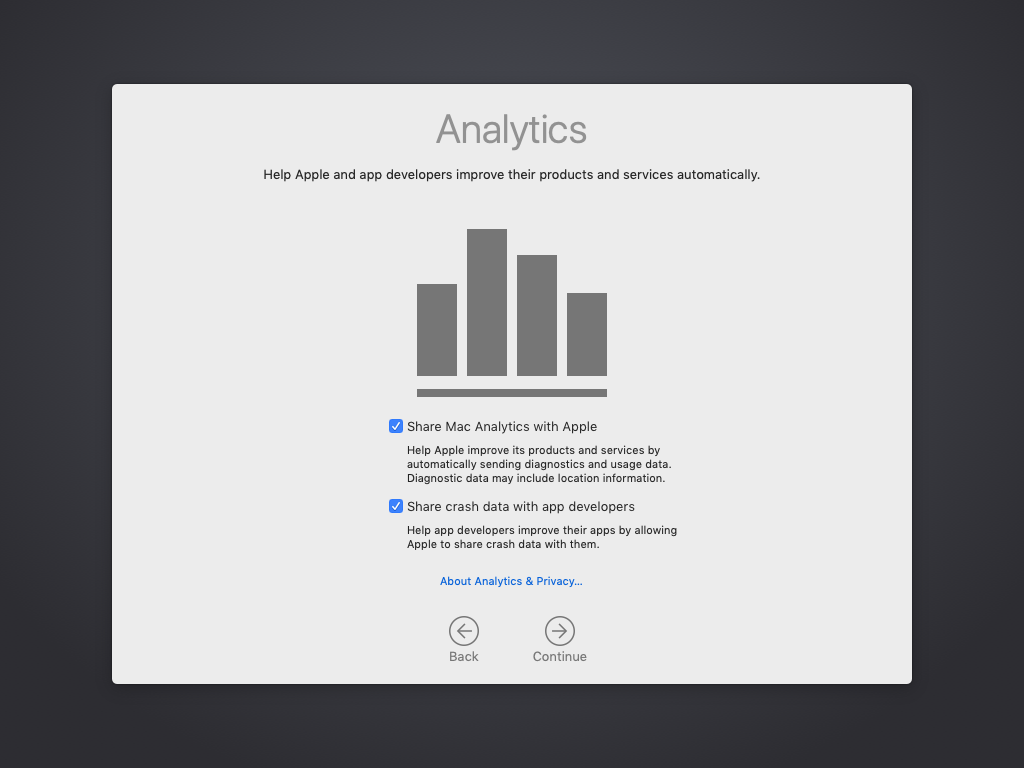 Analytics
Help Apple and app developers improve their products and services automatically.
Share Mac Analytics with Apple
Help Apple improve its products and services by
automatically sending diagnostics and usage data.
Diagnostic data may include location information.
Share crash data with app developers
Help app developers improve their apps by allowing
Apple to share crash data with them.
About Analytics & Privacy...
Back
Continue